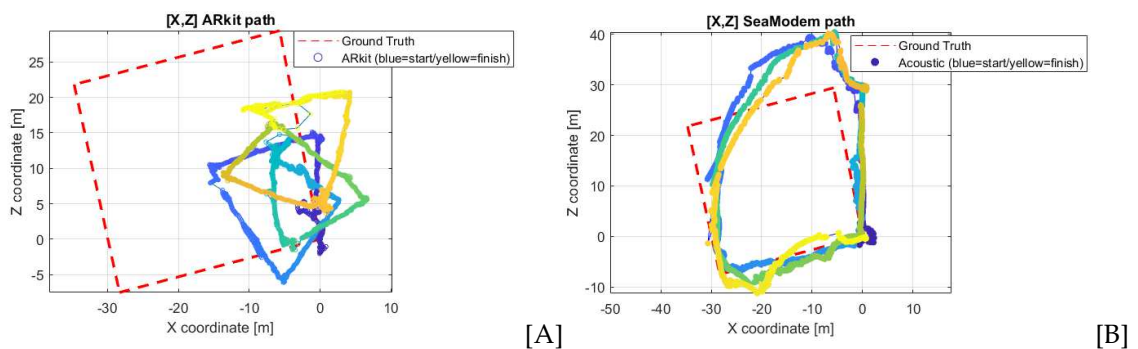 [X,Z] ARkit path
Ground Truth
ARkit (blue=start/yellow=finish)
25
20
15
10
5
0
-5
Z coordinate [m]
-30
-20
-10
0
10
X coordinate [m]
[A]
[X,Z] SeaModem path
Ground Truth
Acoustic (blue=start/yellow=finish)
40
30
20
10
0
-10
Z coordinate [m]
-50
-40
-30
-20
-10
0
10
X coordinate [m]
[B]